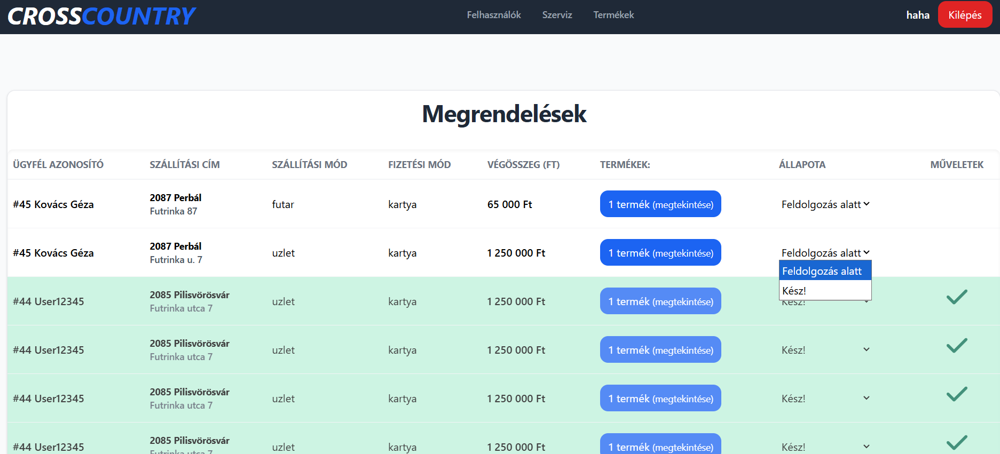 CROSSCOUNTRY Felhasználók Szerviz Termékek haha Kilépés
Megrendelések
ÜGYFÉL AZONOSÍTÓ SZÁLLÍTÁSI CÍM SZÁLLÍTÁSI MÓD FIZETÉSI MÓD VÉGÖSSZEG (FT) TERMÉKEK: ÁLLAPOTA MŰVELETEK
#45 Kovács Géza 2087 Perbál futar kartya 65 000 Ft 1 termék (megtekintése) Feldolgozás alatt
Futrinka 87
#45 Kovács Géza 2087 Perbál uzlet kartya 1 250 000 Ft 1 termék (megtekintése) Feldolgozás alatt
Futrinka u. 7
Feldolgozás alatt
Kész!
#44 User12345 2085 Pilisvörösvár uzlet kartya 1 250 000 Ft 1 termék (megtekintése) Kész!
Futrinka utca 7
#44 User12345 2085 Pilisvörösvár uzlet kartya 1 250 000 Ft 1 termék (megtekintése) Kész!
Futrinka utca 7
#44 User12345 2085 Pilisvörösvár uzlet kartya 1 250 000 Ft 1 termék (megtekintése) Kész!
Futrinka utca 7
#44 User12345 2085 Pilisvörösvár uzlet kartya 1 250 000 Ft 1 termék (megtekintése) Kész!
Futrinka utca 7